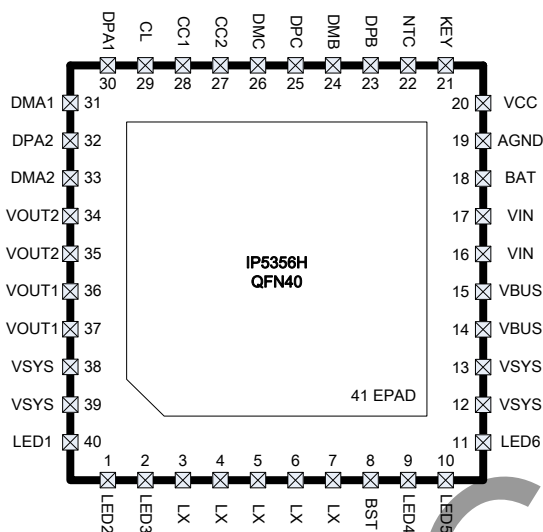 DPA1 CL CC1 CC2 DMC DPC DMB DPB NTC KEY
30 29 28 27 26 25 24 23 22 21
DMA1 31 20 VCC
DPA2 32 19 AGND
DMA2 33 18 BAT
VOUT2 34 17 VIN
VOUT2 35 16 VIN
IP5356H
QFN40
VOUT1 36 15 VBUS
VOUT1 37 14 VBUS
VSYS 38 13 VSYS
41 EPAD
VSYS 39 12 VSYS
LED1 40 11 LED6
1 2 3 4 5 6 7 8 9 10
LED2 LED3 LX LX LX LX LX BST LED4 LED5